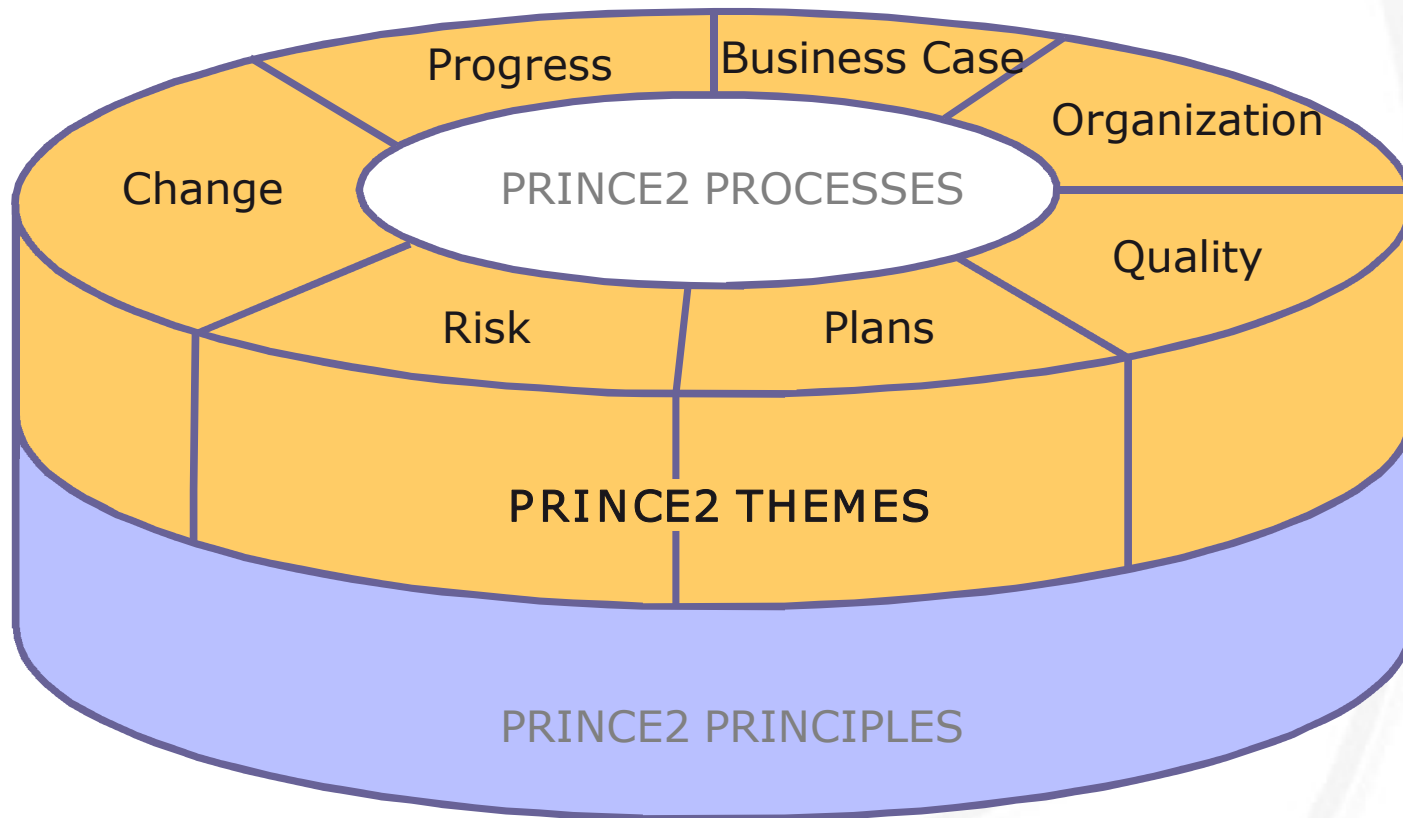 Progress
Business Case
Organization
Change
PRINCE2 PROCESSES
Quality
Risk
Plans
PRINCE2 THEMES
PRINCE2 PRINCIPLES